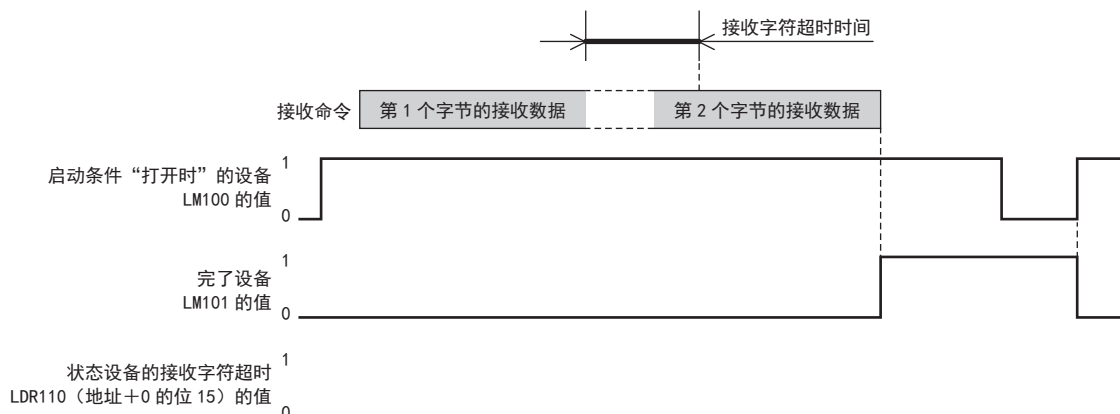 接收字符超时时间
接收命令
第1个字节的接收数据
第2个字节的接收数据
启动条件“打开时”的设备
LM100 的值
1
0
完了设备
LM101 的值
1
0
状态设备的接收字符超时
LDR110（地址＋0 的位 15）的值
1
0